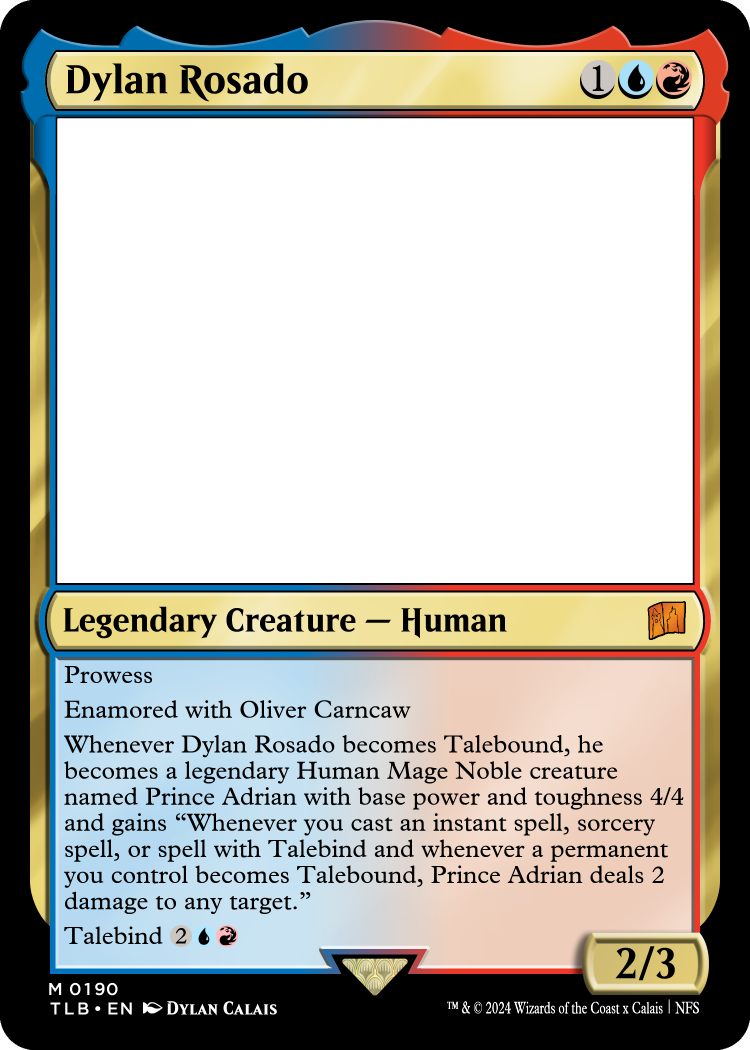 Dylan Rosado 1
Legendary Creature — Human
Prowess
Enamored with Oliver Carncaw
Whenever Dylan Rosado becomes Talebound, he
becomes a legendary Human Mage Noble creature
named Prince Adrian with base power and toughness 4/4
and gains “Whenever you cast an instant spell, sorcery
spell, or spell with Talebind and whenever a permanent
you control becomes Talebound, Prince Adrian deals 2
damage to any target.”
Talebind 2
2/3
M 0190
TLB • EN Dylan Calais
™ & © 2024 Wizards of the Coast x Calais | NFS